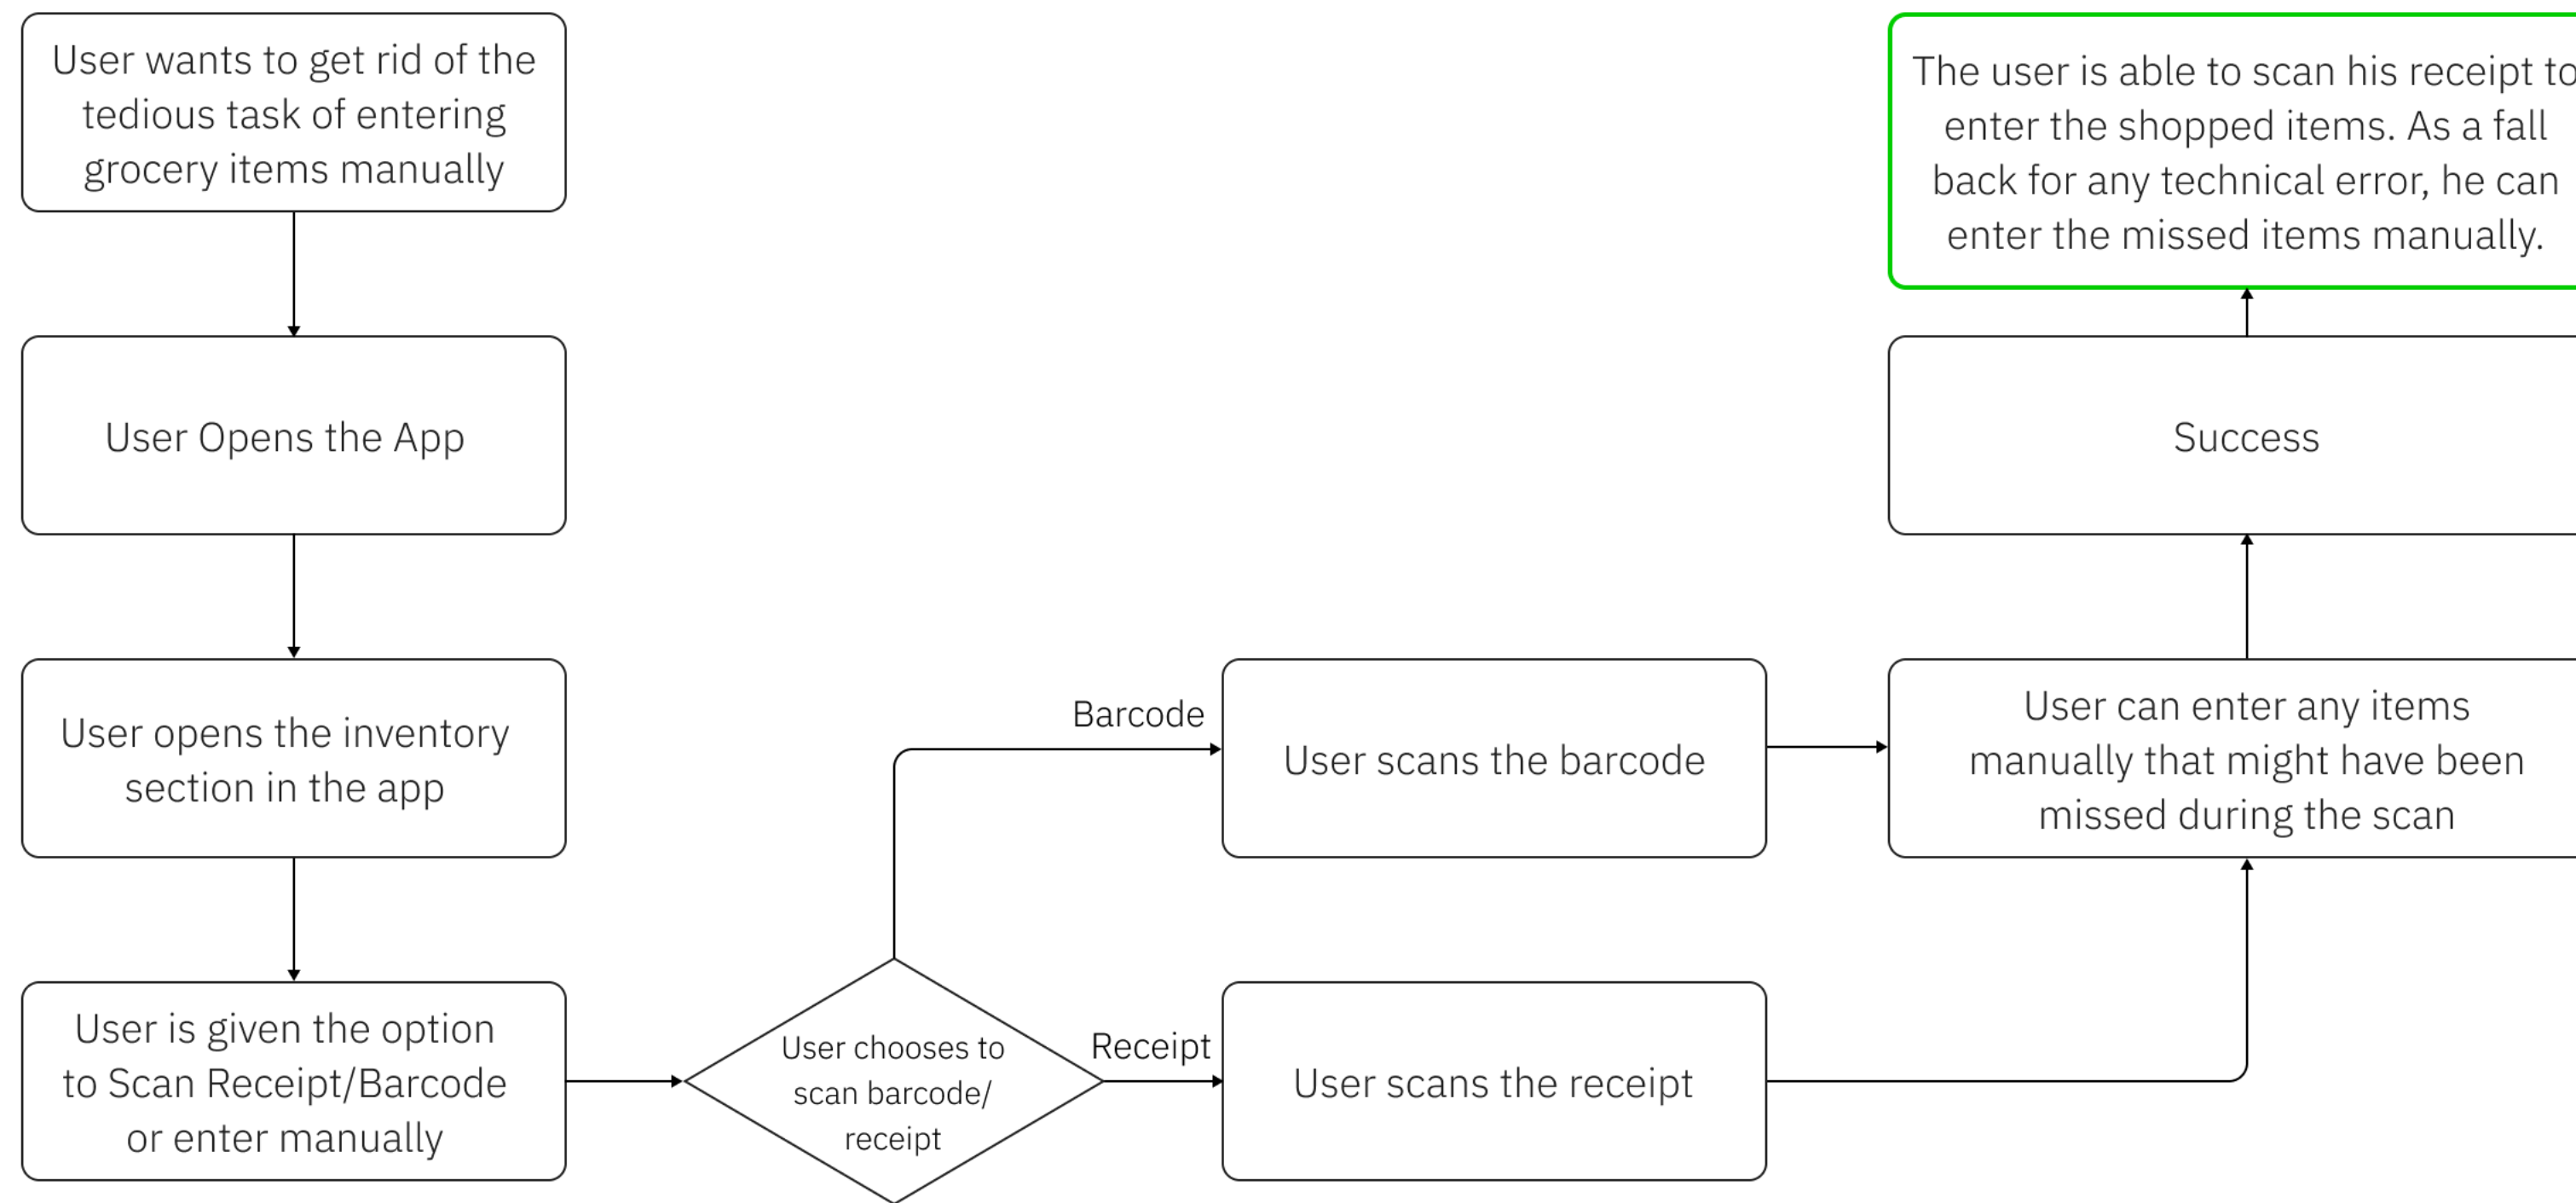 User wants to get rid of the
tedious task of entering
grocery items manually
User Opens the App
User opens the inventory
section in the app
User is given the option
to Scan Receipt/Barcode
or enter manually
User chooses to
scan barcode/
receipt
Barcode
User scans the barcode
Receipt
User scans the receipt
User can enter any items
manually that might have been
missed during the scan
Success
The user is able to scan his receipt to
enter the shopped items. As a fall
back for any technical error, he can
enter the missed items manually.